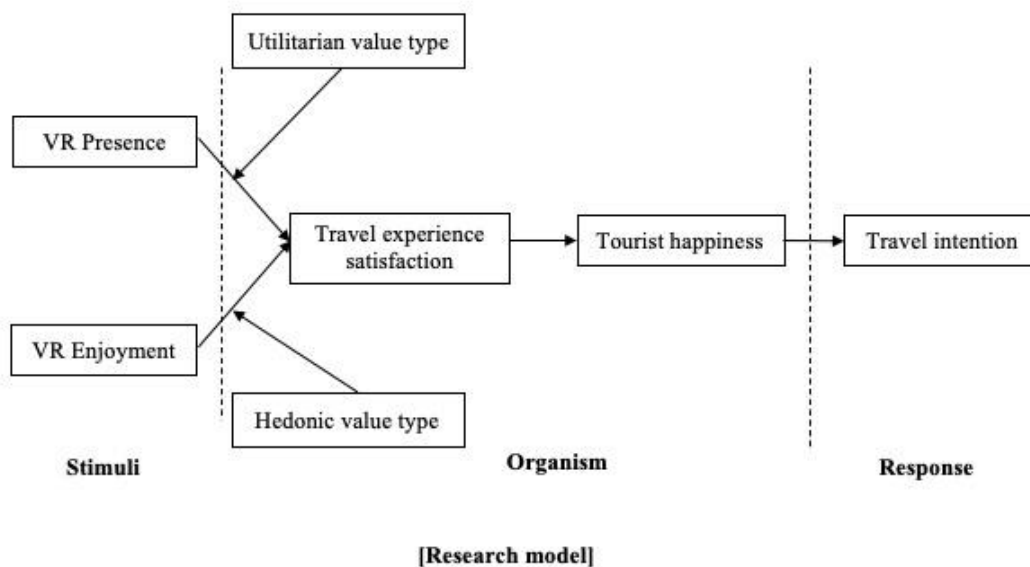 Utilitarian value type
VR Presence
Travel experience
satisfaction
Tourist happiness
Travel intention
VR Enjoyment
Hedonic value type
Stimuli
Organism
Response
[Research model]